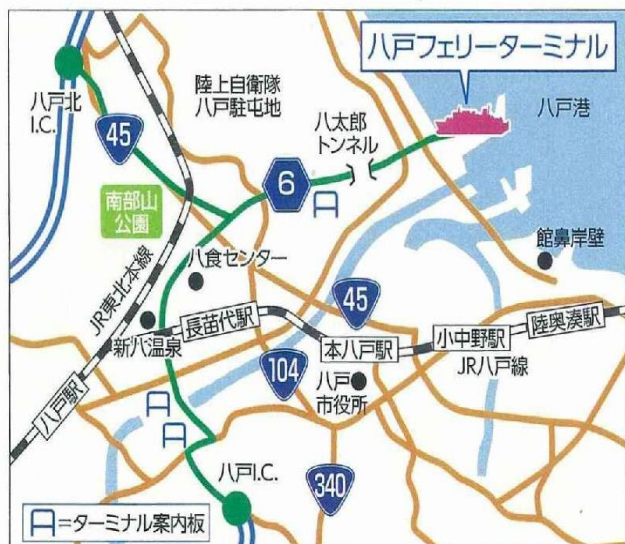 八戸フェリーターミナル
八戸北
I.C.
45
陸上自衛隊
八戸駐屯地
八太郎
トンネル
八戸港
6
南部山
公園
館鼻岸壁
八食センター
JR東北本線
45
長苗代駅
新八温泉
本八戸駅
小中野駅
陸奥湊駅
JR八戸線
104
八戸
市役所
八戸駅
八戸I.C.
340
=ターミナル案内板